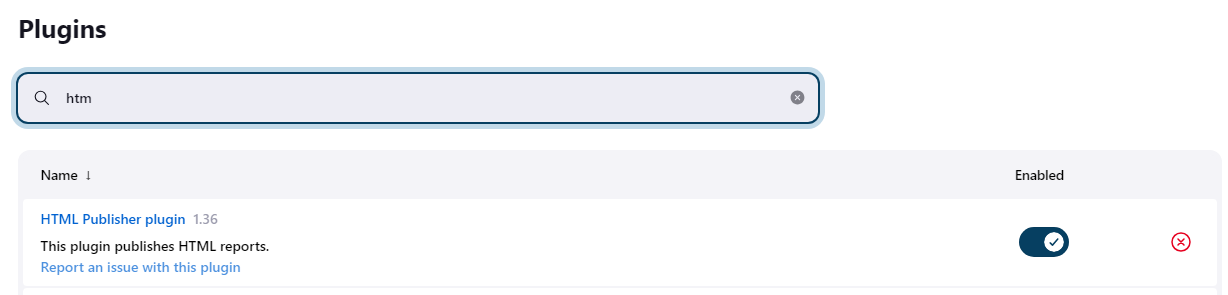 Plugins
htm
Name ↓ Enabled
HTML Publisher plugin 1.36
This plugin publishes HTML reports.
Report an issue with this plugin